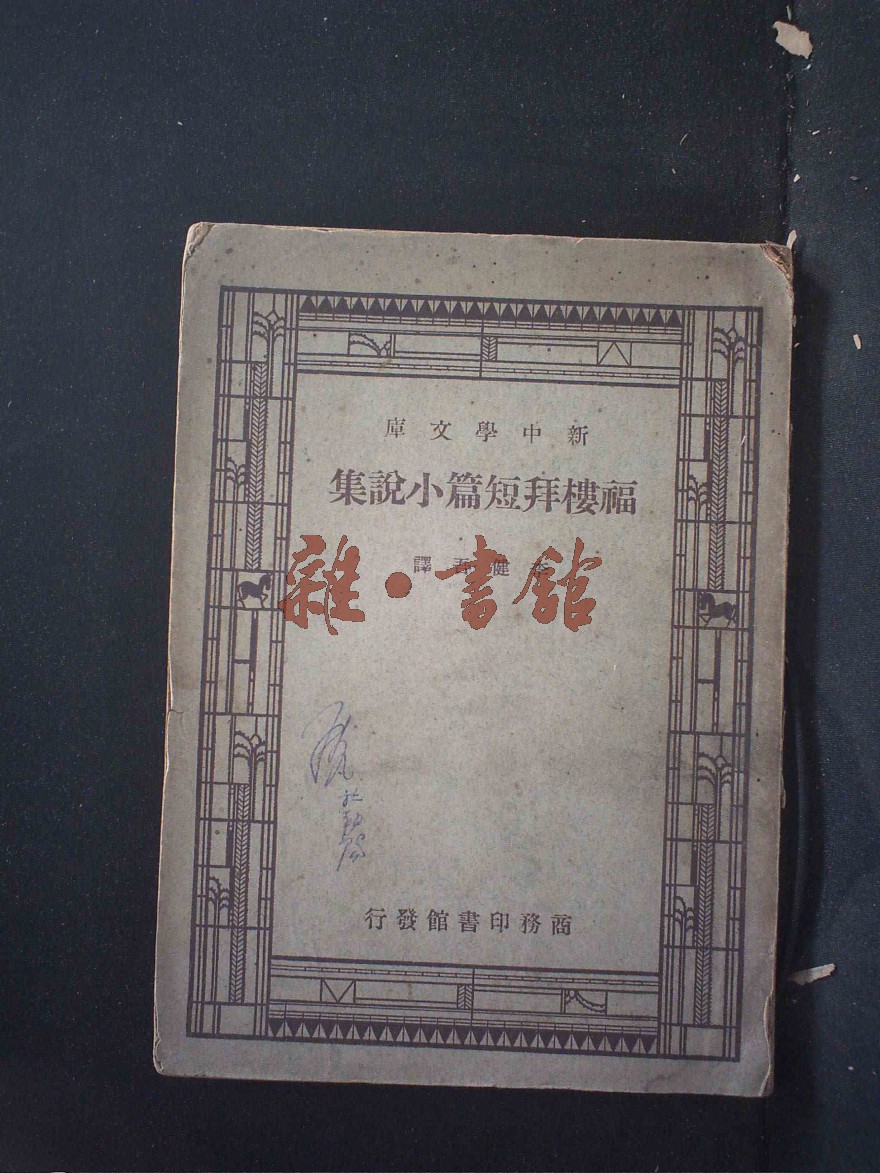 新中學文庫
福樓拜短篇小說集
李健吾譯
雜·書館
商務印書館發行